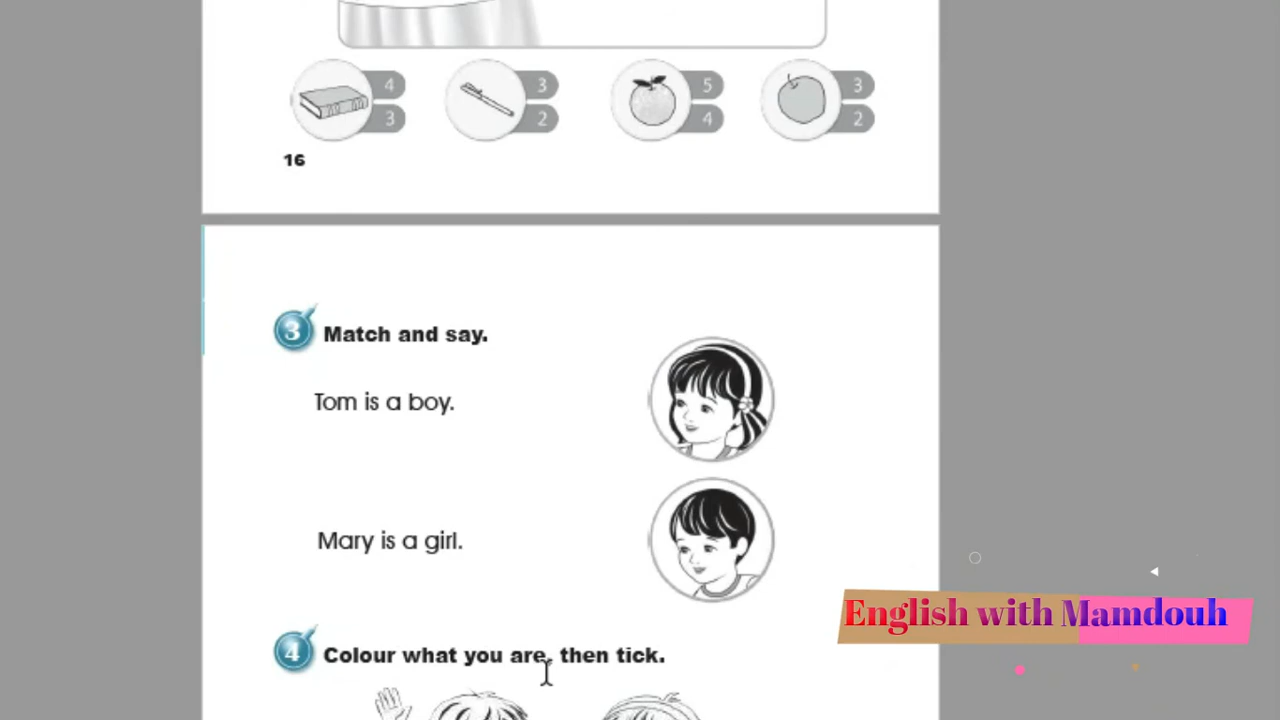 4 3 5 3
3 2 4 2
16
3 Match and say.
Tom is a boy.
Mary is a girl.
English with Mamdouh
4 Colour what you are, then tick.